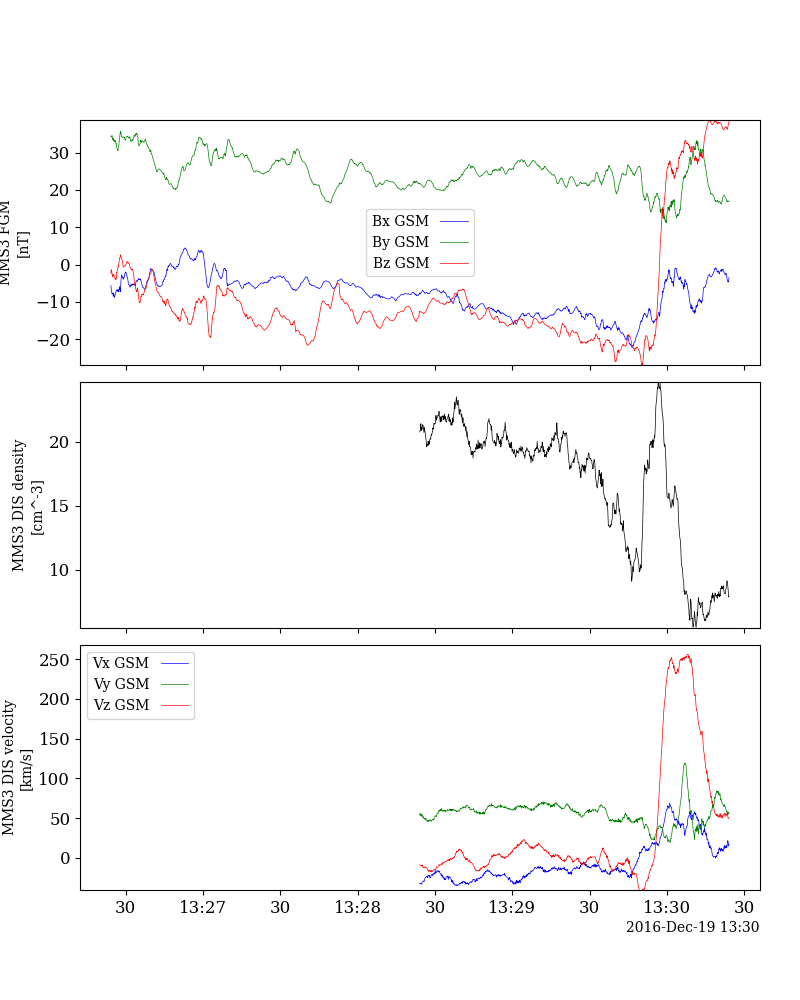 MMS3 FGM
[nT]
30
20
10
0
−10
−20
Bx GSM
By GSM
Bz GSM
MMS3 DIS density
[cm^-3]
20
15
10
MMS3 DIS velocity
[km/s]
250
200
150
100
50
0
Vx GSM
Vy GSM
Vz GSM
30 13:27 30 13:28 30 13:29 30 13:30 30
2016-Dec-19 13:30